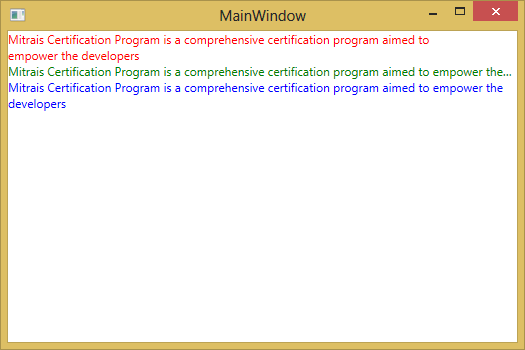 MainWindow
Mitrais Certification Program is a comprehensive certification program aimed to
empower the developers
Mitrais Certification Program is a comprehensive certification program aimed to empower the...
Mitrais Certification Program is a comprehensive certification program aimed to empower the
developers